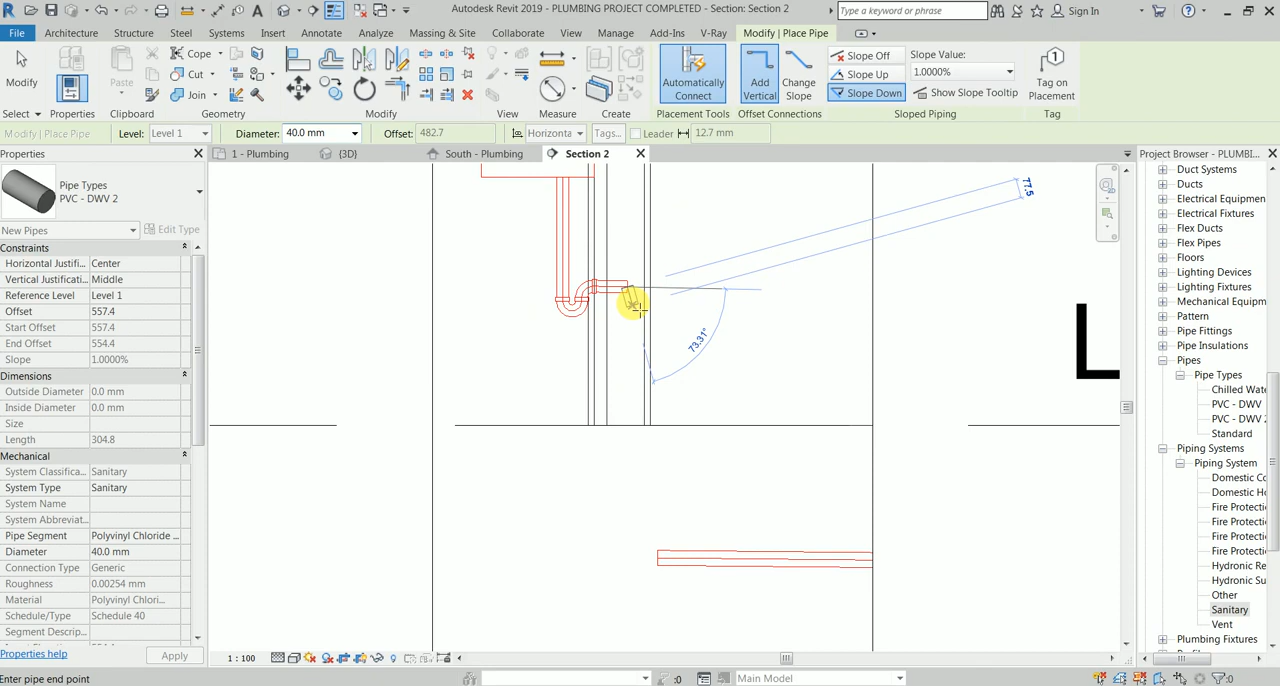 Autodesk Revit 2019 - PLUMBING PROJECT COMPLETED - Section: Section 2
Type a keyword or phrase
Sign In
File Architecture Structure Steel Systems Insert Annotate Analyze Massing & Site Collaborate View Manage Add-Ins V-Ray Modify | Place Pipe
Modify
Select
Properties
Paste
Clipboard
Cope
Cut
Join
Geometry
Modify
View
Measure
Create
Automatically
Connect
Placement Tools
Add
Vertical
Change
Slope
Offset Connections
Slope Off
Slope Up
Slope Down
Slope Value:
1.0000%
Show Slope Tooltip
Sloped Piping
Tag on
Placement
Tag
Modify | Place Pipe Level: Level 1 Diameter: 40.0 mm Offset: 482.7 Horizonta Tags... Leader 12.7 mm
Properties
1 - Plumbing {3D} South - Plumbing Section 2
Project Browser - PLUMBI...
Pipe Types
PVC - DWV 2
New Pipes Edit Type
Constraints
Horizontal Justifi... Center
Vertical Justificati... Middle
Reference Level Level 1
Offset 557.4
Start Offset 557.4
End Offset 554.4
Slope 1.0000%
Dimensions
Outside Diameter 0.0 mm
Inside Diameter 0.0 mm
Size
Length 304.8
Mechanical
System Classifica... Sanitary
System Type Sanitary
System Name
System Abbreviat...
Pipe Segment Polyvinyl Chloride ...
Diameter 40.0 mm
Connection Type Generic
Roughness 0.00254 mm
Material Polyvinyl Chlori...
Schedule/Type Schedule 40
Segment Descrip...
Properties help Apply
77.5
73.31°
Duct Systems
Ducts
Electrical Equipmen
Electrical Fixtures
Flex Ducts
Flex Pipes
Floors
Lighting Devices
Lighting Fixtures
Mechanical Equipm
Pattern
Pipe Fittings
Pipe Insulations
Pipes
Pipe Types
Chilled Wate
PVC - DWV
PVC - DWV 2
Standard
Piping Systems
Piping System
Domestic Co
Domestic Ho
Fire Protectio
Fire Protectio
Fire Protectio
Fire Protectio
Hydronic Re
Hydronic Su
Other
Sanitary
Vent
Plumbing Fixtures
1 : 100
Enter pipe end point
:0
Main Model
:0